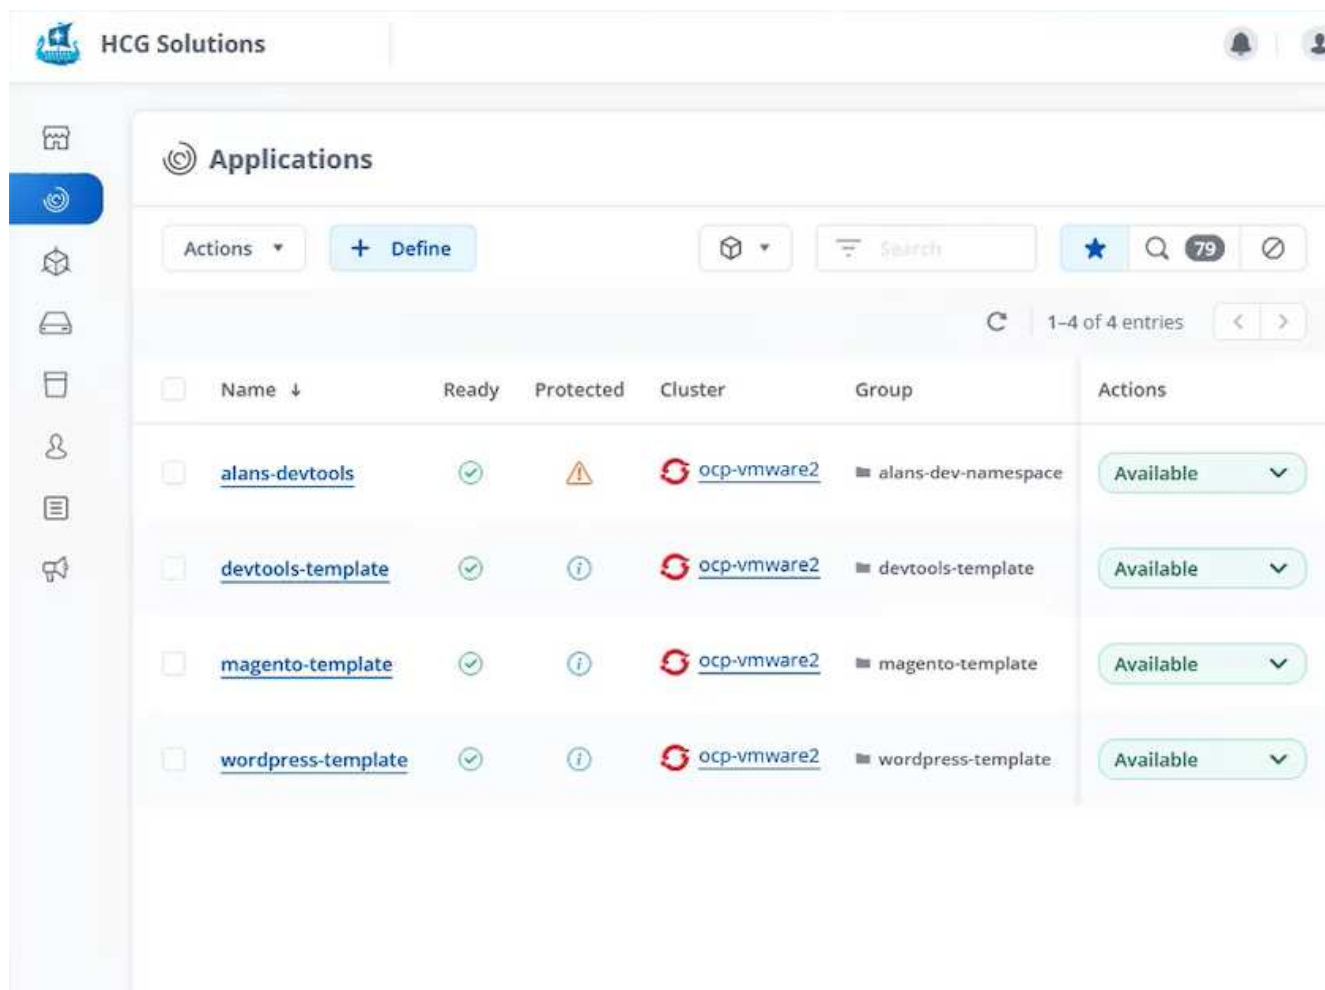 HCG Solutions
Applications
Actions
+ Define
Search
79
1–4 of 4 entries
Name ↓ Ready Protected Cluster Group Actions
alans-devtools ocp-vmware2 alans-dev-namespace Available
devtools-template ocp-vmware2 devtools-template Available
magento-template ocp-vmware2 magento-template Available
wordpress-template ocp-vmware2 wordpress-template Available